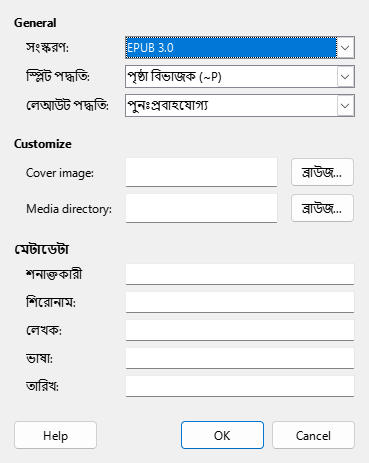 General
সংস্করণ: EPUB 3.0
স্প্লিট পদ্ধতি: পৃষ্ঠা বিভাজক (~P)
লেআউট পদ্ধতি: পুনঃপ্রবাহযোগ্য
Customize
Cover image: ব্রাউজ...
Media directory: ব্রাউজ...
মেটাডেটা
শনাক্তকারী
শিরোনাম:
লেখক:
ভাষা:
তারিখ:
Help OK Cancel